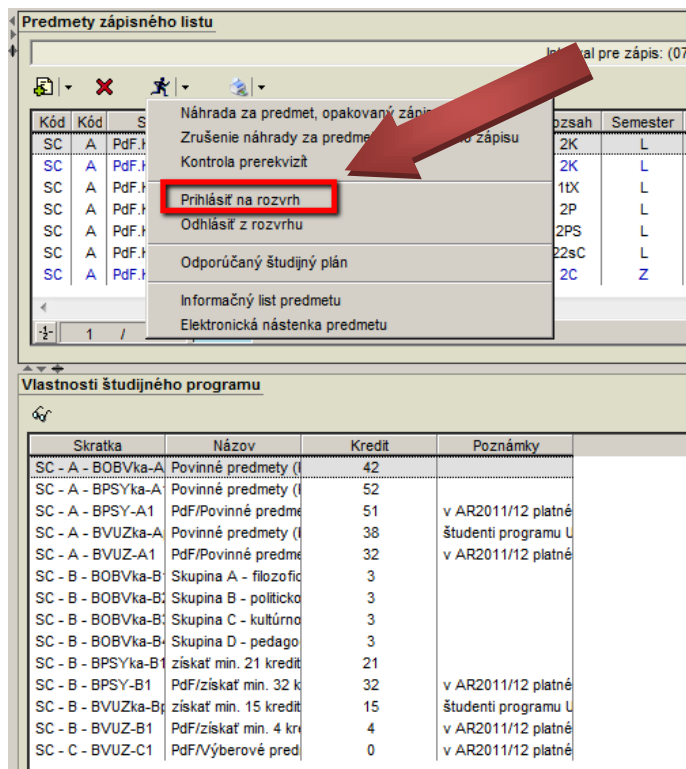 Predmety zápisného listu
pre zápis: (07
Náhrada za predmet, opakovaný
Zrušenie náhrady za zápisu
Kontrola prerekvizít
Prihlásiť na rozvrh
Odhlásiť z rozvrhu
Odporúčaný študijný plán
Informačný list predmetu
Elektronická nástenka predmetu
Kód Kód S ozsah Semester
SC A PdF. 2K L
SC A PdF. 2K L
SC A PdF. 1tX L
SC A PdF. 2P L
SC A PdF. 2PS L
SC A PdF. 22sC L
SC A PdF. 2C Z
1 /
Vlastnosti študijného programu
Skratka Názov Kredit Poznámky
SC - A - BOBVka-A Povinné predmety ( 42
SC - A - BPSYka-A Povinné predmety ( 52
SC - A - BPSY-A1 PdF/Povinné predme 51 v AR2011/12 platné
SC - A - BVUZka-A Povinné predmety ( 38 študenti programu U
SC - A - BVUZ-A1 PdF/Povinné predme 32 v AR2011/12 platné
SC - B - BOBVka-B Skupina A - filozofic 3
SC - B - BOBVka-B Skupina B - politicko 3
SC - B - BOBVka-B Skupina C - kultúrno 3
SC - B - BOBVka-B Skupina D - pedago 3
SC - B - BPSYka-B1 získať min. 21 kredit 21
SC - B - BPSY-B1 PdF/získať min. 32 k 32 v AR2011/12 platné
SC - B - BVUZka-Bp získať min. 15 kredit 15 študenti programu U
SC - B - BVUZ-B1 PdF/získať min. 4 kre 4 v AR2011/12 platné
SC - C - BVUZ-C1 PdF/Výberové pred 0 v AR2011/12 platné